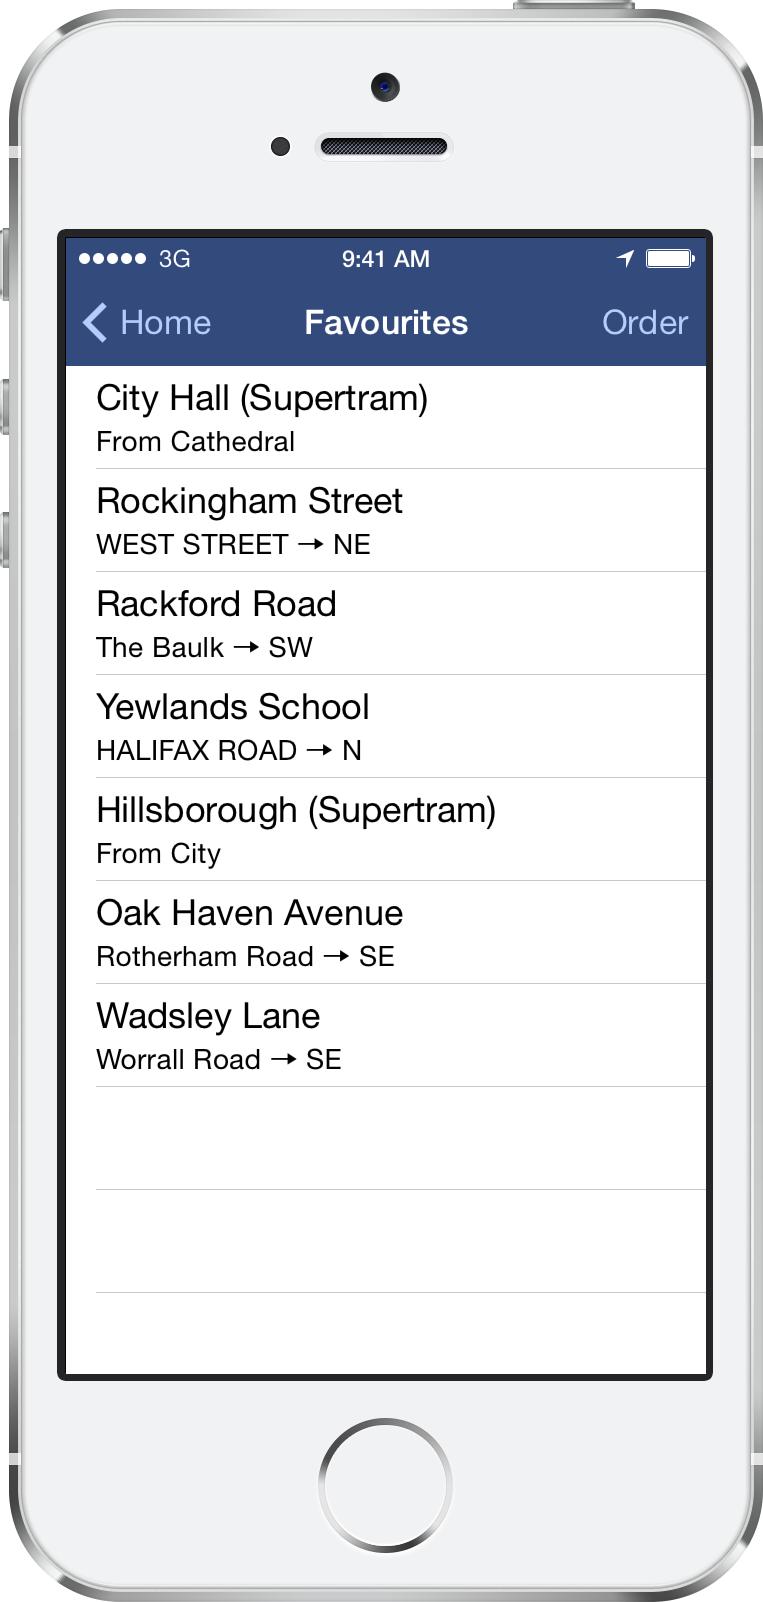 3G 9:41 AM
Home Favourites Order
City Hall (Supertram)
From Cathedral
Rockingham Street
WEST STREET → NE
Rackford Road
The Baulk → SW
Yewlands School
HALIFAX ROAD → N
Hillsborough (Supertram)
From City
Oak Haven Avenue
Rotherham Road → SE
Wadsley Lane
Worrall Road → SE